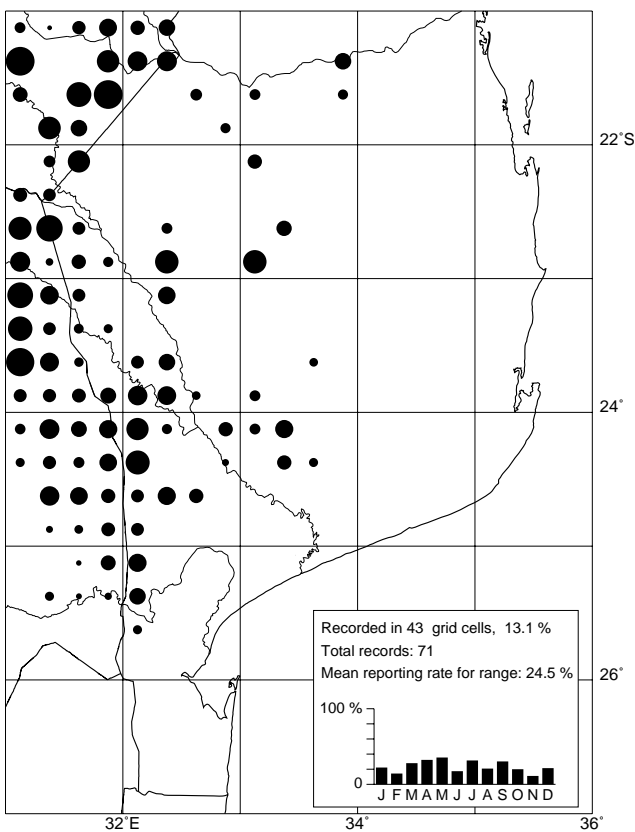 22˚S
24˚
Recorded in 43 grid cells, 13.1 %
Total records: 71
Mean reporting rate for range: 24.5 %
26˚
100 %
0
J F M A M J J A S O N D
32˚E 34 36